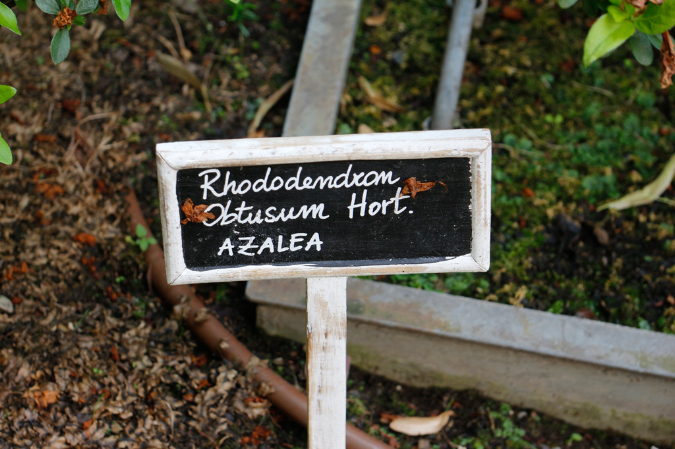 Rhododendron
Obtusum Hort.
AZALEA